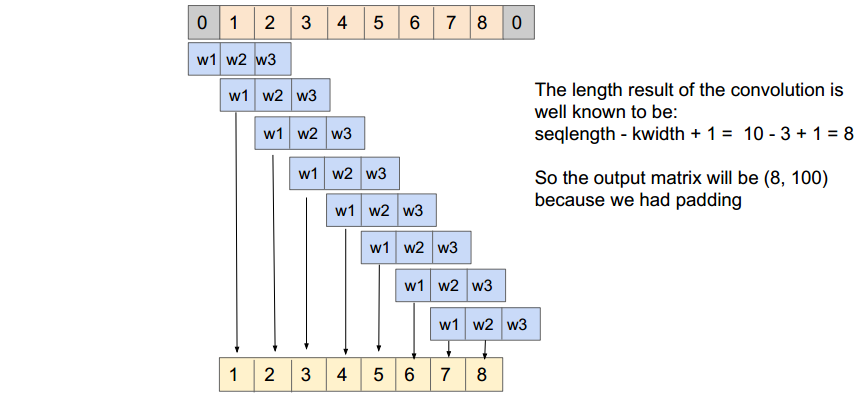 0 1 2 3 4 5 6 7 8 0
w1 w2 w3
w1 w2 w3
w1 w2 w3
w1 w2 w3
w1 w2 w3
w1 w2 w3
w1 w2 w3
w1 w2 w3
1 2 3 4 5 6 7 8
The length result of the convolution is
well known to be:
seqlength - kwidth + 1 = 10 - 3 + 1 = 8
So the output matrix will be (8, 100)
because we had padding